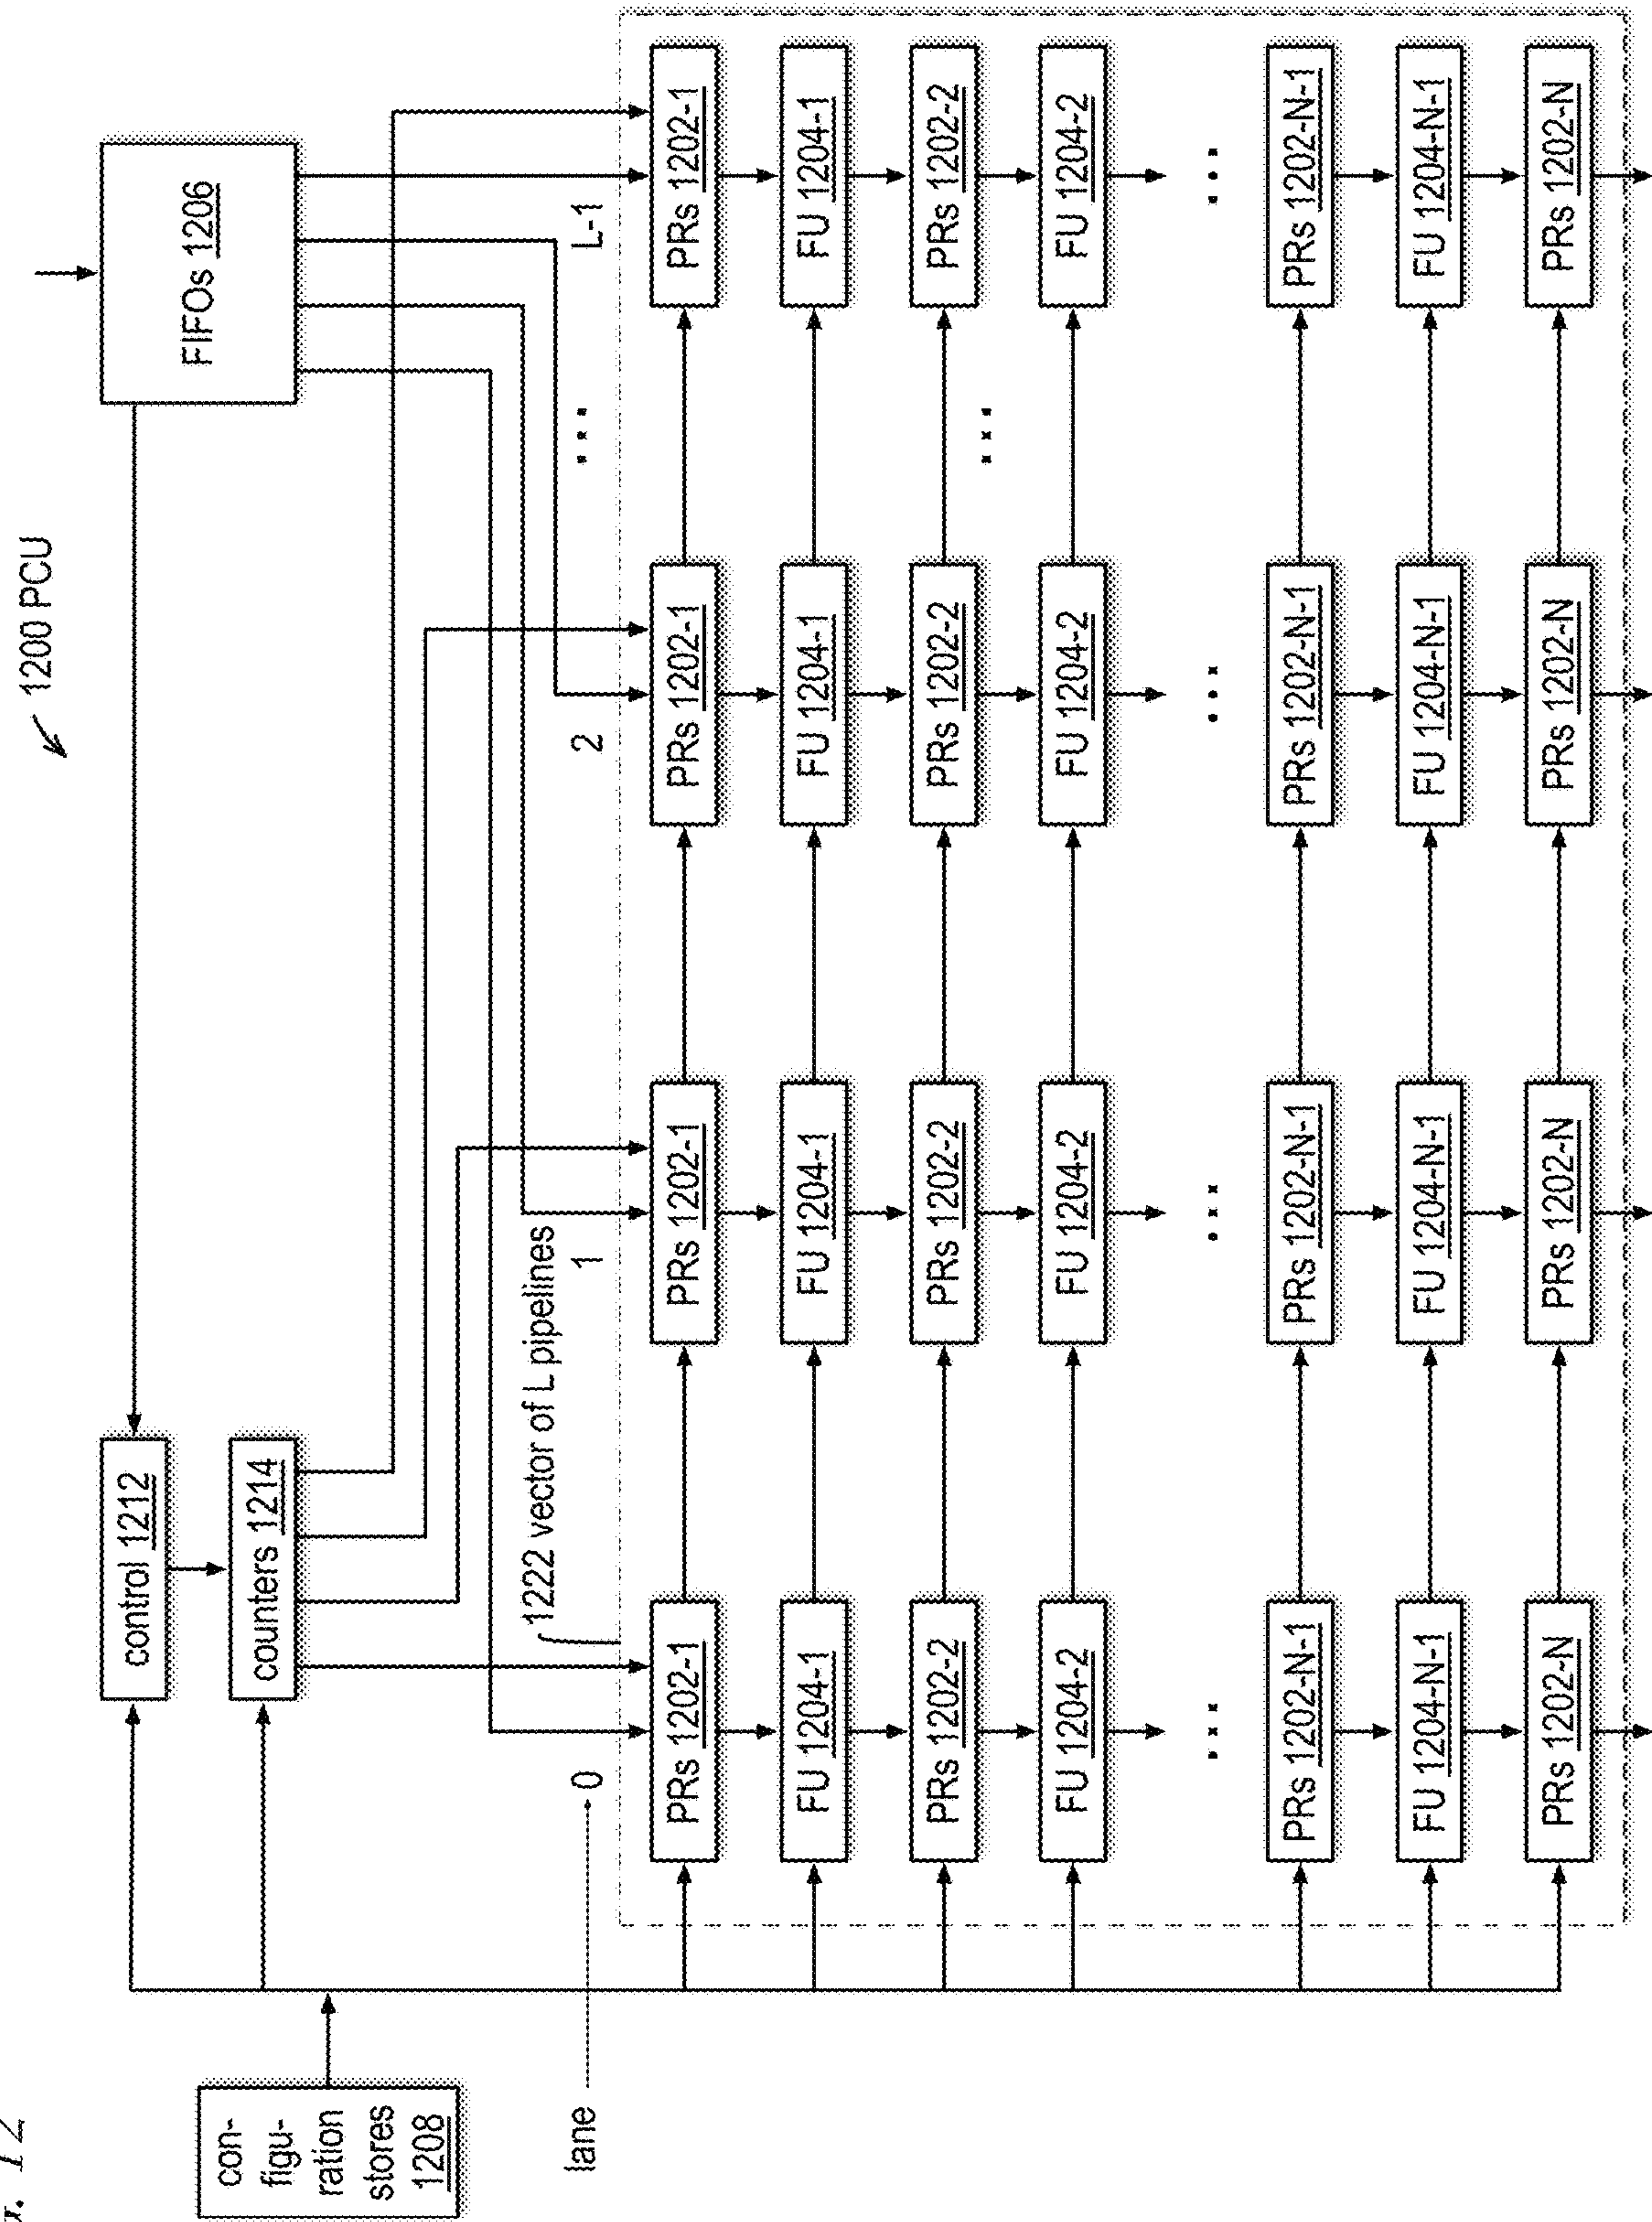 12
1200 PCU
FIFOs 1206
control 1212
counters 1214
con-
figu-
ration
stores
1208
1222 vector of L pipelines
lane
0
1
2
...
L-1
PRs 1202-1
PRs 1202-1
PRs 1202-1
PRs 1202-1
FU 1204-1
FU 1204-1
FU 1204-1
FU 1204-1
PRs 1202-2
PRs 1202-2
PRs 1202-2
...
PRs 1202-2
FU 1204-2
FU 1204-2
FU 1204-2
FU 1204-2
...
...
...
...
PRs 1202-N-1
PRs 1202-N-1
PRs 1202-N-1
PRs 1202-N-1
FU 1204-N-1
FU 1204-N-1
FU 1204-N-1
FU 1204-N-1
PRs 1202-N
PRs 1202-N
PRs 1202-N
PRs 1202-N